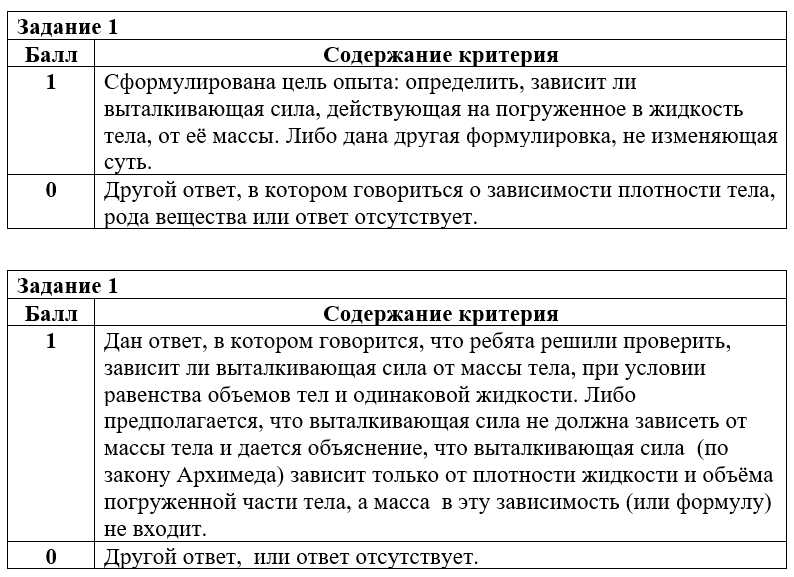 Задание 1
Балл Содержание критерия
1 Сформулирована цель опыта: определить, зависит ли
выталкивающая сила, действующая на погруженное в жидкость
тела, от её массы. Либо дана другая формулировка, не изменяющая
суть.
0 Другой ответ, в котором говориться о зависимости плотности тела,
рода вещества или ответ отсутствует.
Задание 1
Балл Содержание критерия
1 Дан ответ, в котором говорится, что ребята решили проверить,
зависит ли выталкивающая сила от массы тела, при условии
равенства объемов тел и одинаковой жидкости. Либо
предполагается, что выталкивающая сила не должна зависеть от
массы тела и дается объяснение, что выталкивающая сила (по
закону Архимеда) зависит только от плотности жидкости и объёма
погруженной части тела, а масса в эту зависимость (или формулу)
не входит.
0 Другой ответ, или ответ отсутствует.